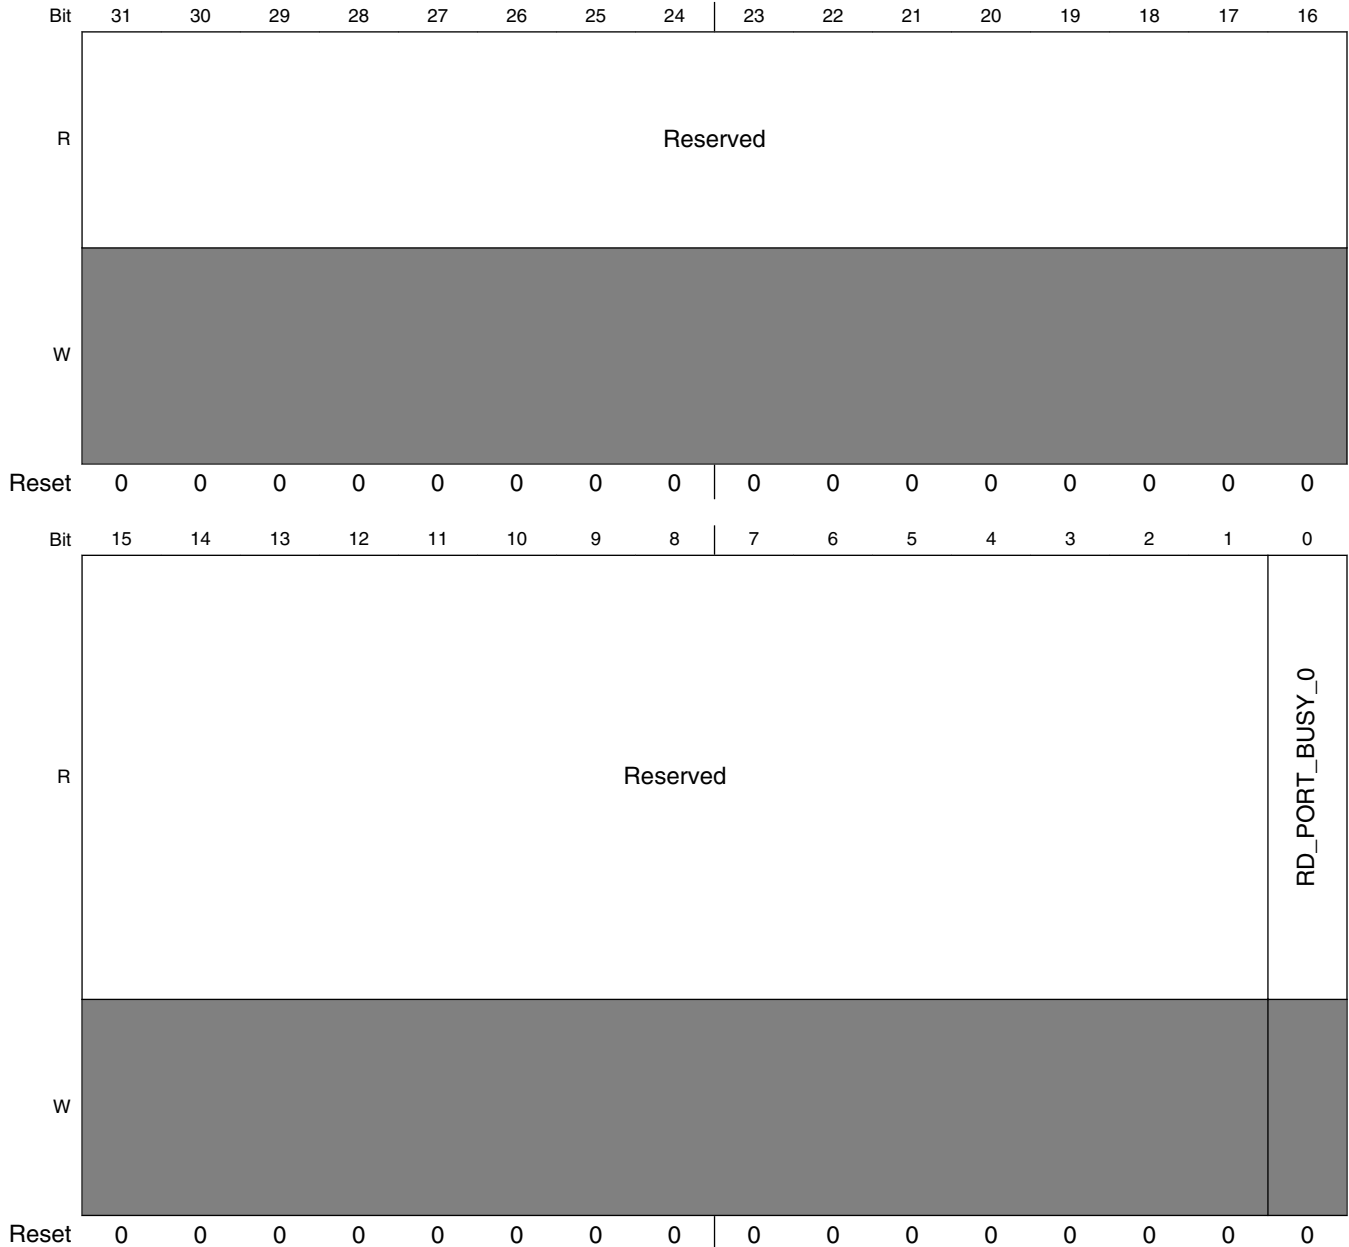 Bit 31 30 29 28 27 26 25 24 23 22 21 20 19 18 17 16
R Reserved
W
Reset 0 0 0 0 0 0 0 0 0 0 0 0 0 0 0 0
Bit 15 14 13 12 11 10 9 8 7 6 5 4 3 2 1 0
R Reserved RD_PORT_BUSY_0
W
Reset 0 0 0 0 0 0 0 0 0 0 0 0 0 0 0 0